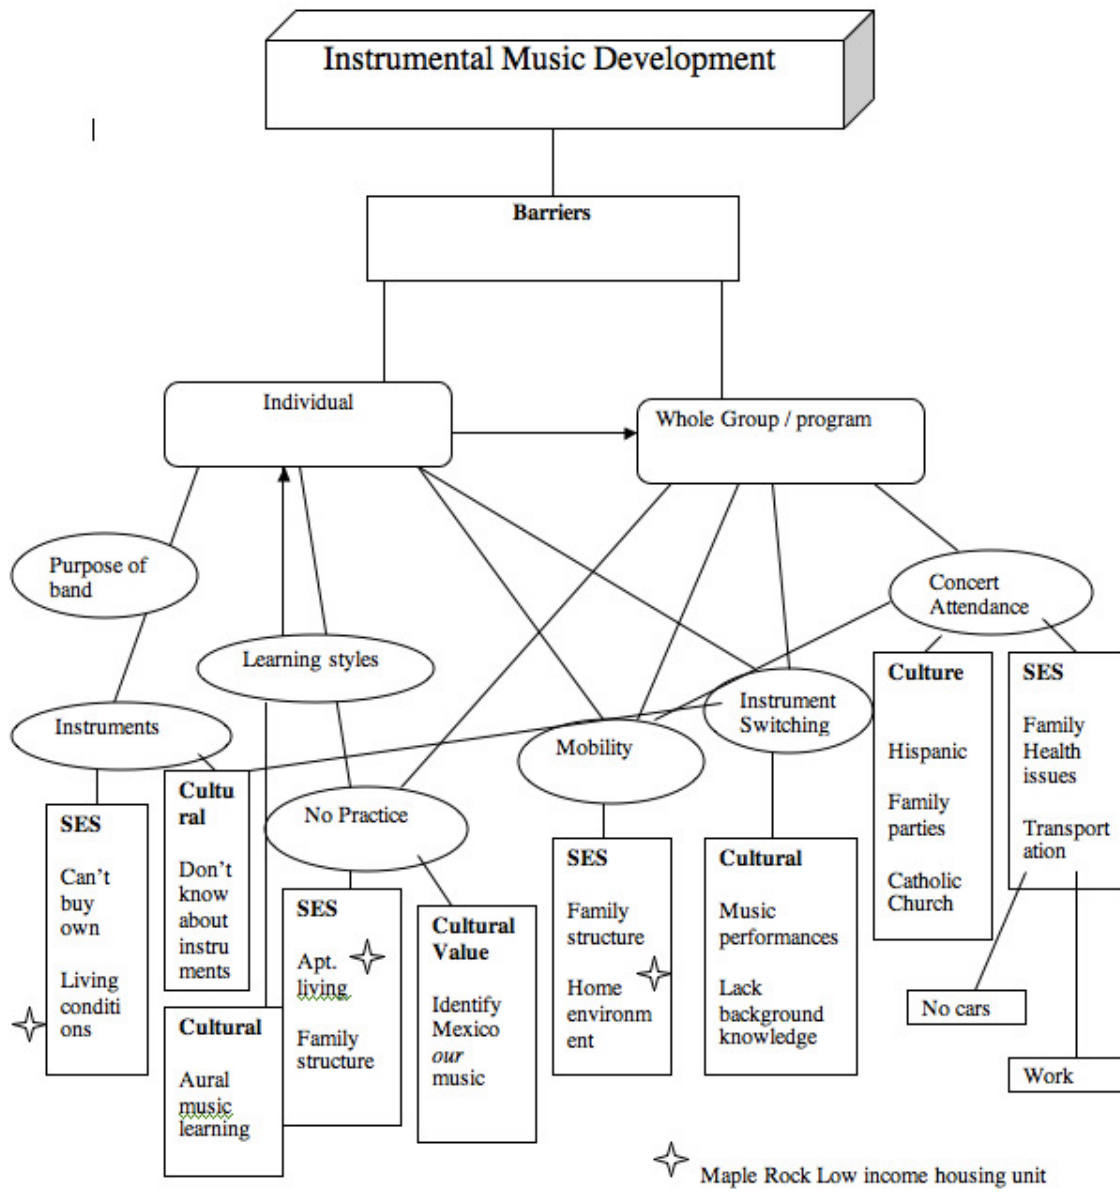 Instrumental Music Development
Barriers
Individual
Whole Group / program
Purpose of
band
Learning styles
Instruments
Concert
Attendance
Instrument
Switching
Mobility
No Practice
SES
Can't
buy
own
Living
conditi
ons
Cultu
ral
Don't
know
about
instru
ments
Cultural
Aural
music
learning
SES
Apt.
living
Family
structure
Cultural
Value
Identify
Mexico
our
music
SES
Family
structure
Home
environm
ent
Cultural
Music
performances
Lack
background
knowledge
Culture
Hispanic
Family
parties
Catholic
Church
SES
Family
Health
issues
Transport
ation
No cars
Work
Maple Rock Low income housing unit